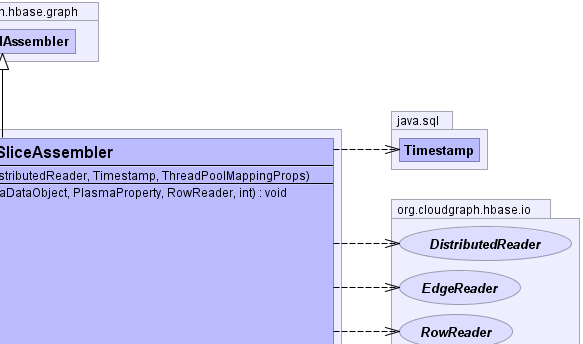 n.hbase.graph
lAssembler
java.sql
Timestamp
SliceAssembler
stributedReader, Timestamp, ThreadPoolMappingProps)
aDataObject, PlasmaProperty, RowReader, int) : void
org.cloudgraph.hbase.io
DistributedReader
EdgeReader
RowReader